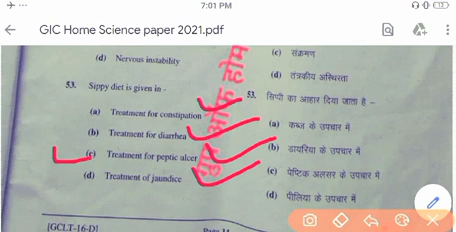 7:01 PM
GIC Home Science paper 2021.pdf
(d) Nervous instability
53. Sippy diet is given in -
(a) Treatment for constipation
(b) Treatment for diarrhea
(c) Treatment for peptic alcer
(d) Treatment of jaundice
[GCLT-16-D]
(c) संक्रमण
(d) तंत्रकीय अस्थिरता
53. सिप्पी का आहार दिया जाता है –
(a) कब्ज के उपचार में
(b) डायरिया के उपचार में
(c) पेप्टिक अलसर के उपचार में
(d) पीलिया के उपचार में